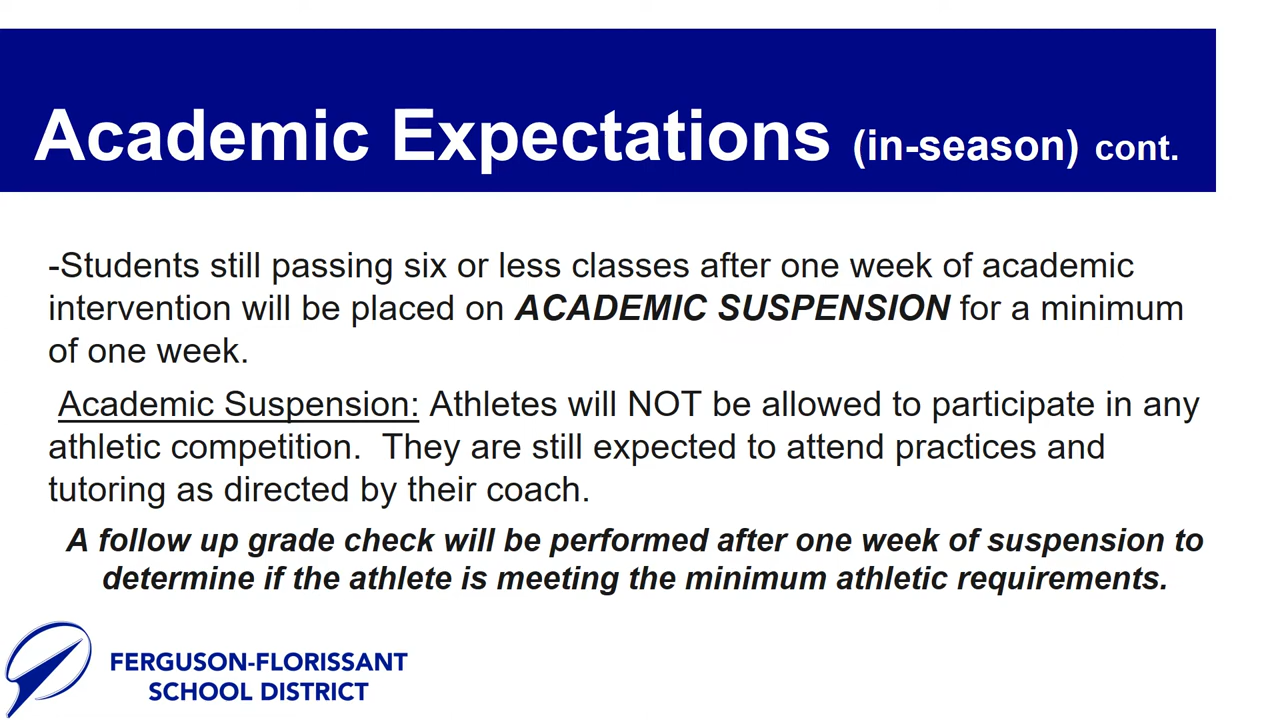 Academic Expectations (in-season) cont.
-Students still passing six or less classes after one week of academic
intervention will be placed on ACADEMIC SUSPENSION for a minimum
of one week.
Academic Suspension: Athletes will NOT be allowed to participate in any
athletic competition.  They are still expected to attend practices and
tutoring as directed by their coach.
A follow up grade check will be performed after one week of suspension to
determine if the athlete is meeting the minimum athletic requirements.
FERGUSON-FLORISSANT
SCHOOL DISTRICT